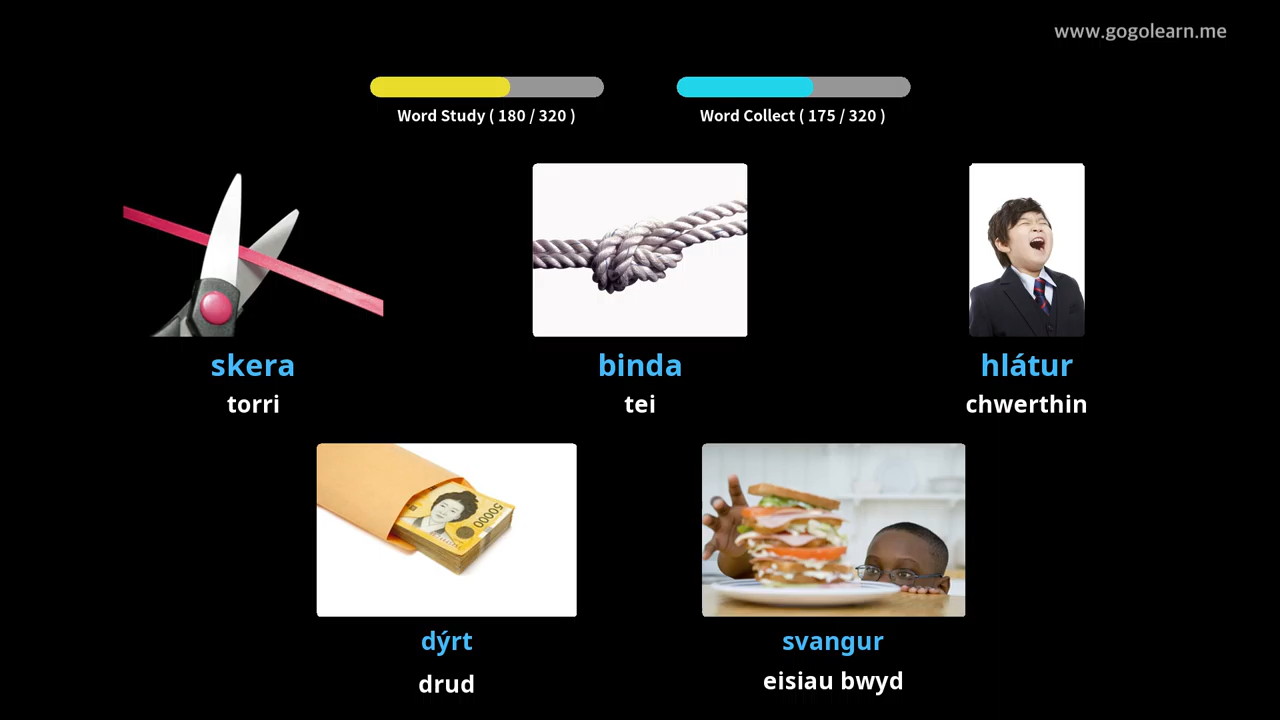 www.gogolearn.me
Word Study ( 180 / 320 )
Word Collect ( 175 / 320 )
skera
torri
binda
tei
hlátur
chwerthin
50000
dýrt
drud
svangur
eisiau bwyd